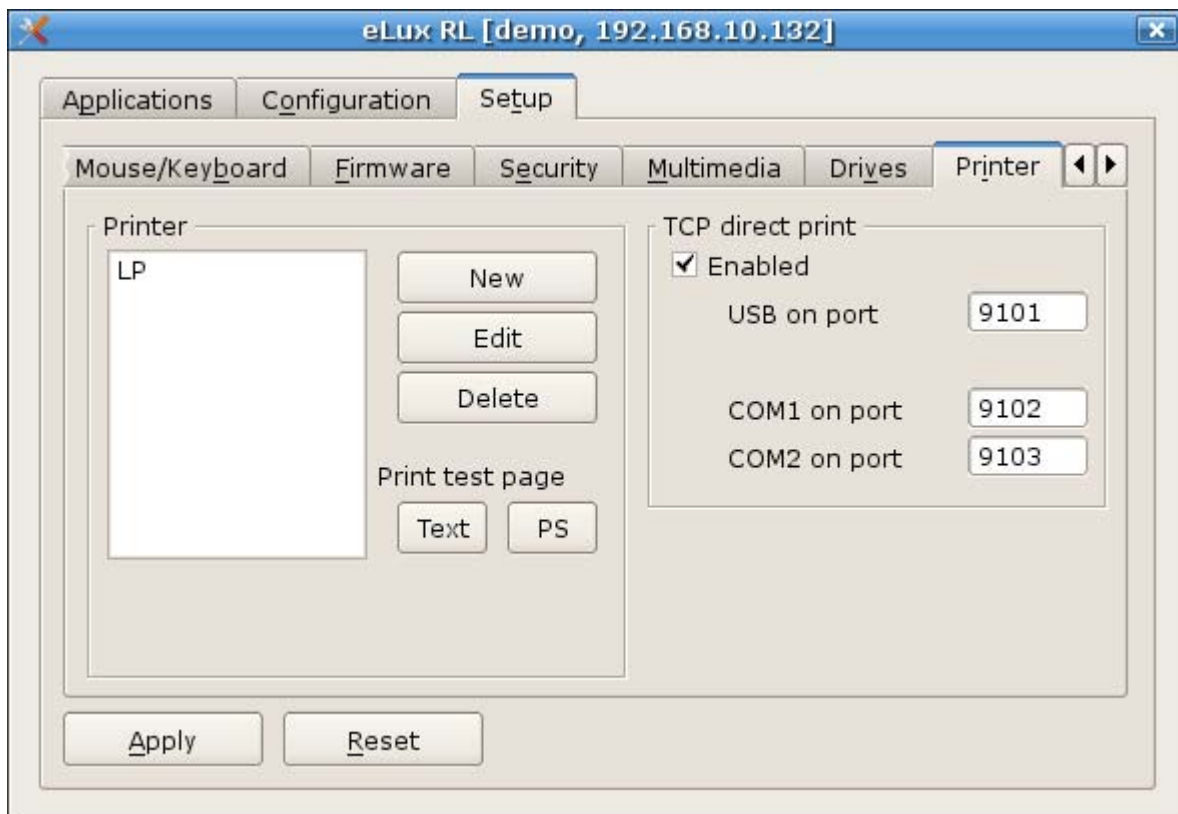 eLux RL [demo, 192.168.10.132]
Applications Configuration Setup
Mouse/Keyboard Firmware Security Multimedia Drives Printer
Printer
LP
New
Edit
Delete
Print test page
Text PS
TCP direct print
Enabled
USB on port 9101
COM1 on port 9102
COM2 on port 9103
Apply Reset